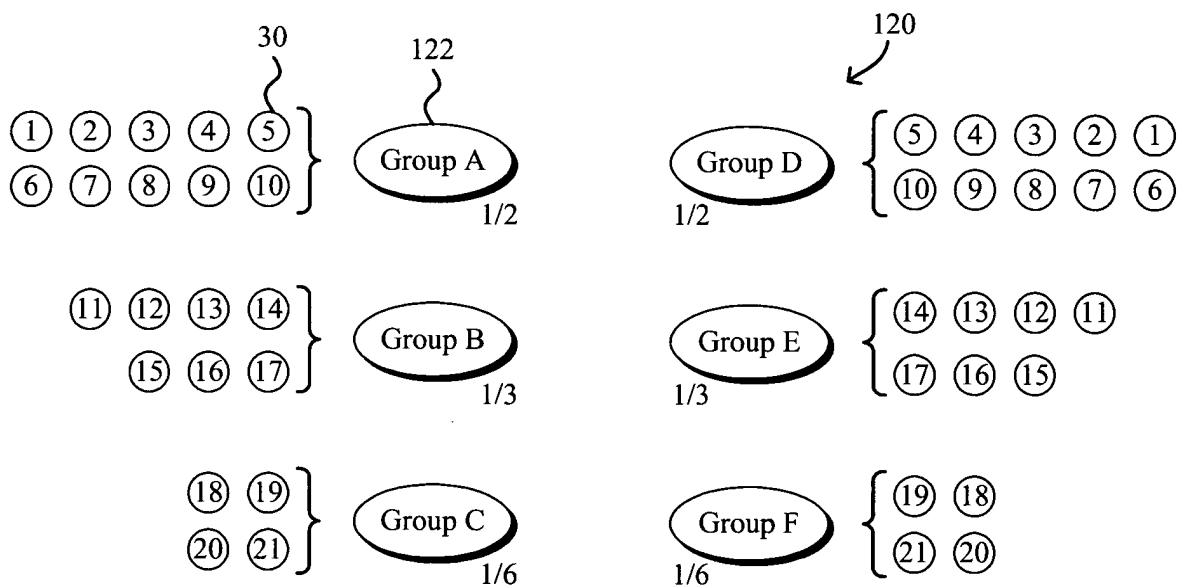 30 122 120
1 2 3 4 5 5 4 3 2 1
Group A Group D
6 7 8 9 10 10 9 8 7 6
1/2 1/2
11 12 13 14 14 13 12 11
Group B Group E
15 16 17 17 16 15
1/3 1/3
18 19 19 18
Group C Group F
20 21 21 20
1/6 1/6